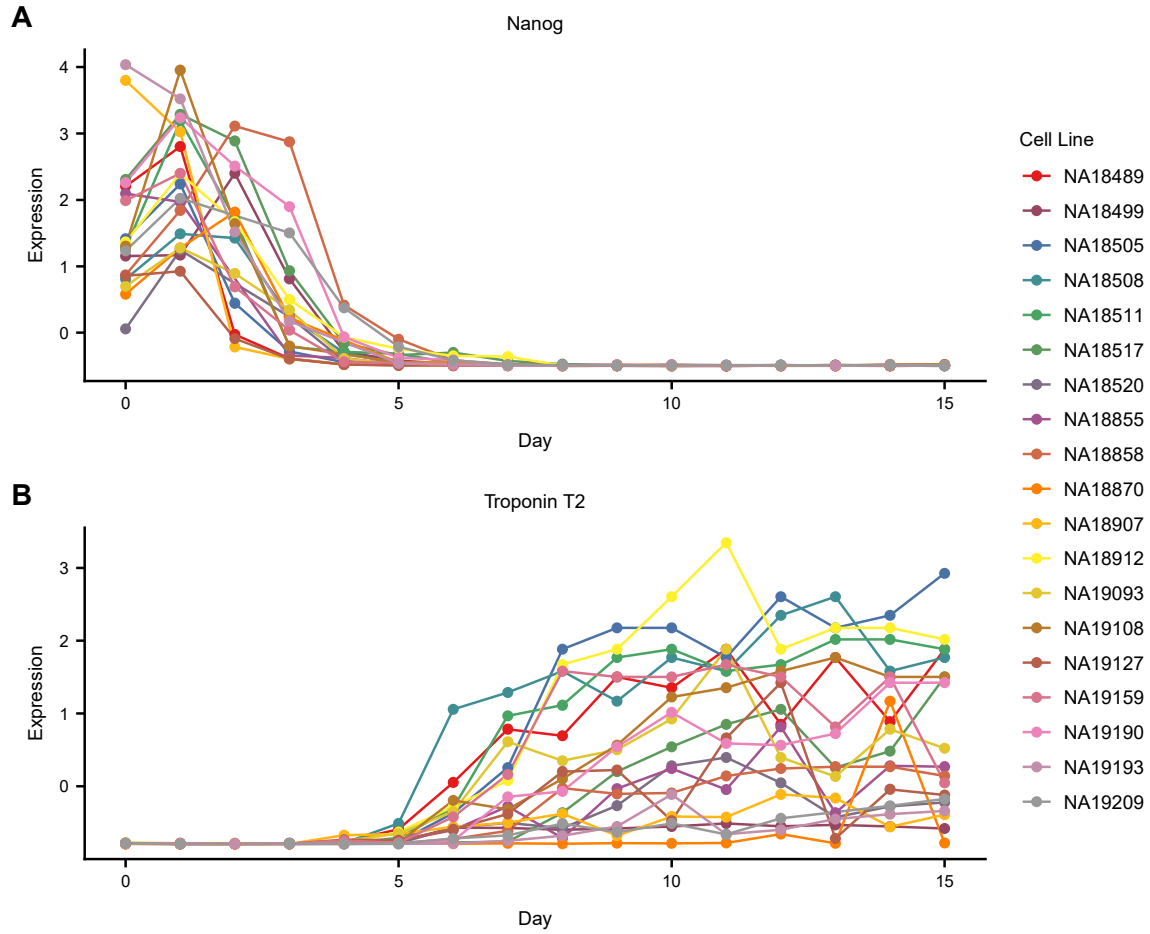 A
Nanog
4
3
2
1
0
Expression
0
5
10
15
Day
B
Troponin T2
3
2
1
0
Expression
0
5
10
15
Day
Cell Line
NA18489
NA18499
NA18505
NA18508
NA18511
NA18517
NA18520
NA18855
NA18858
NA18870
NA18907
NA18912
NA19093
NA19108
NA19127
NA19159
NA19190
NA19193
NA19209